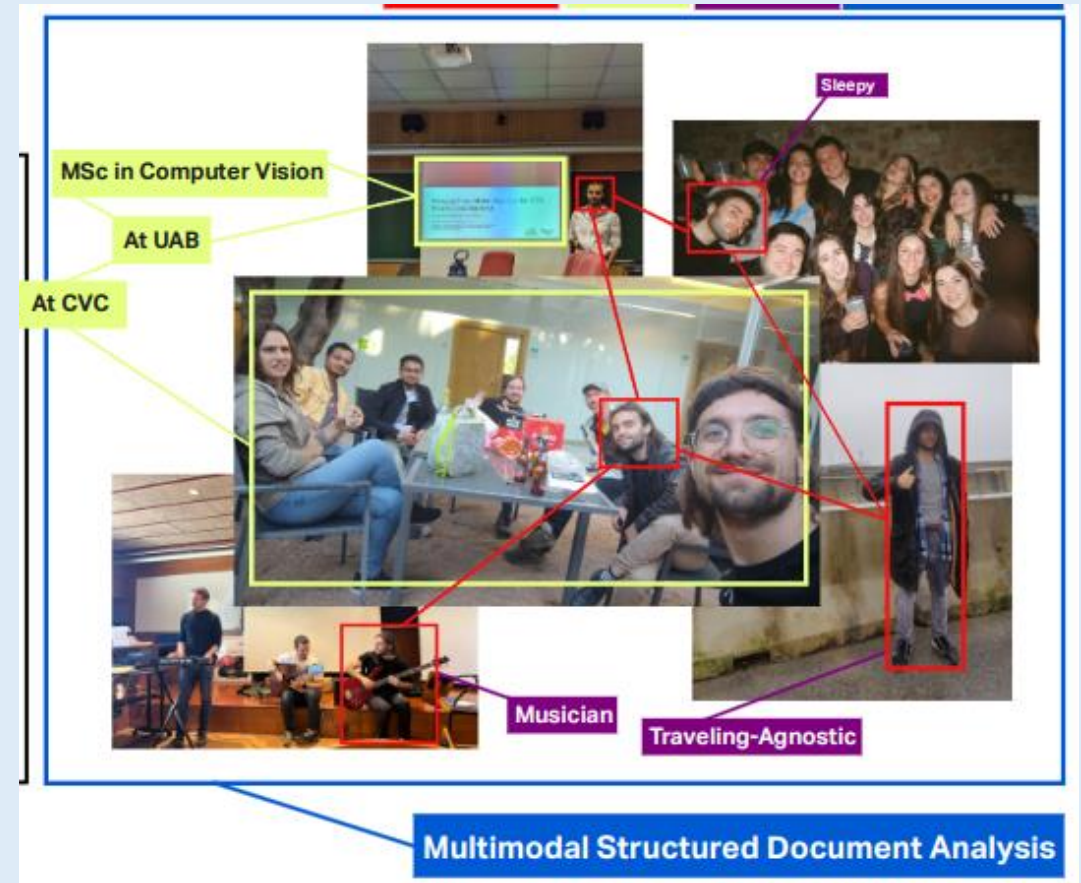 Sleepy
MSc in Computer Vision
At UAB
At CVC
Musician
Traveling-Agnostic
Multimodal Structured Document Analysis